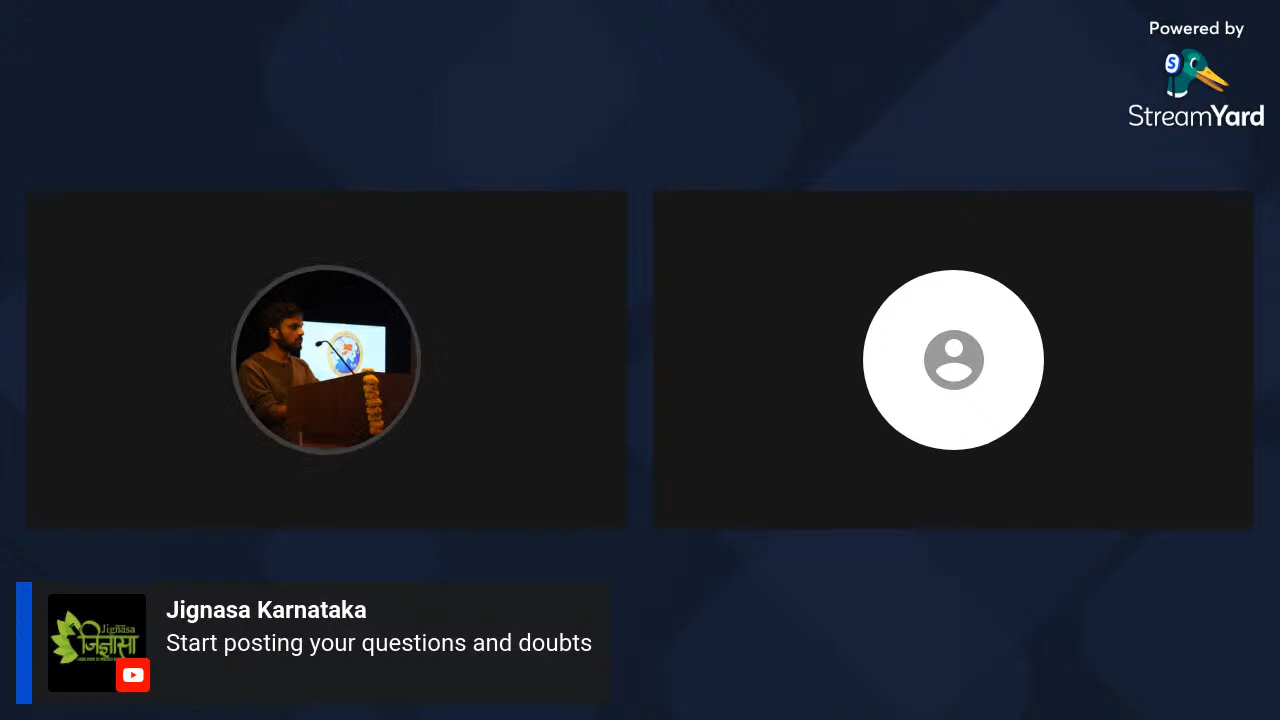 Powered by
S
StreamYard
Jignasa Karnataka
Start posting your questions and doubts
Jignasa
जिज्ञासा